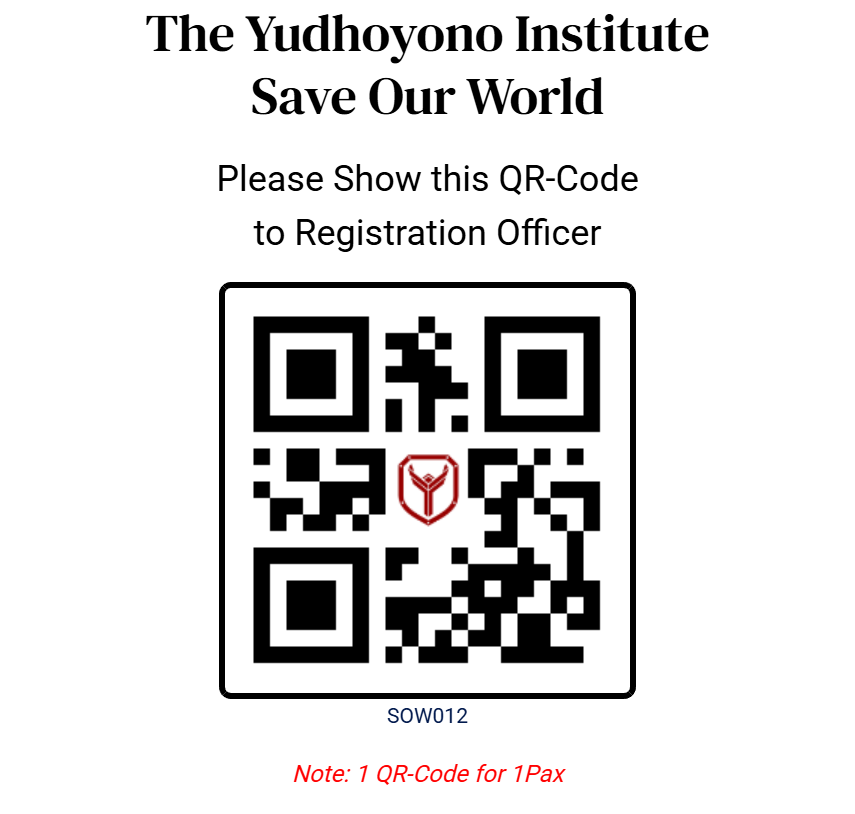 The Yudhoyono Institute
Save Our World
Please Show this QR-Code
to Registration Officer
SOW012
Note: 1 QR-Code for 1Pax